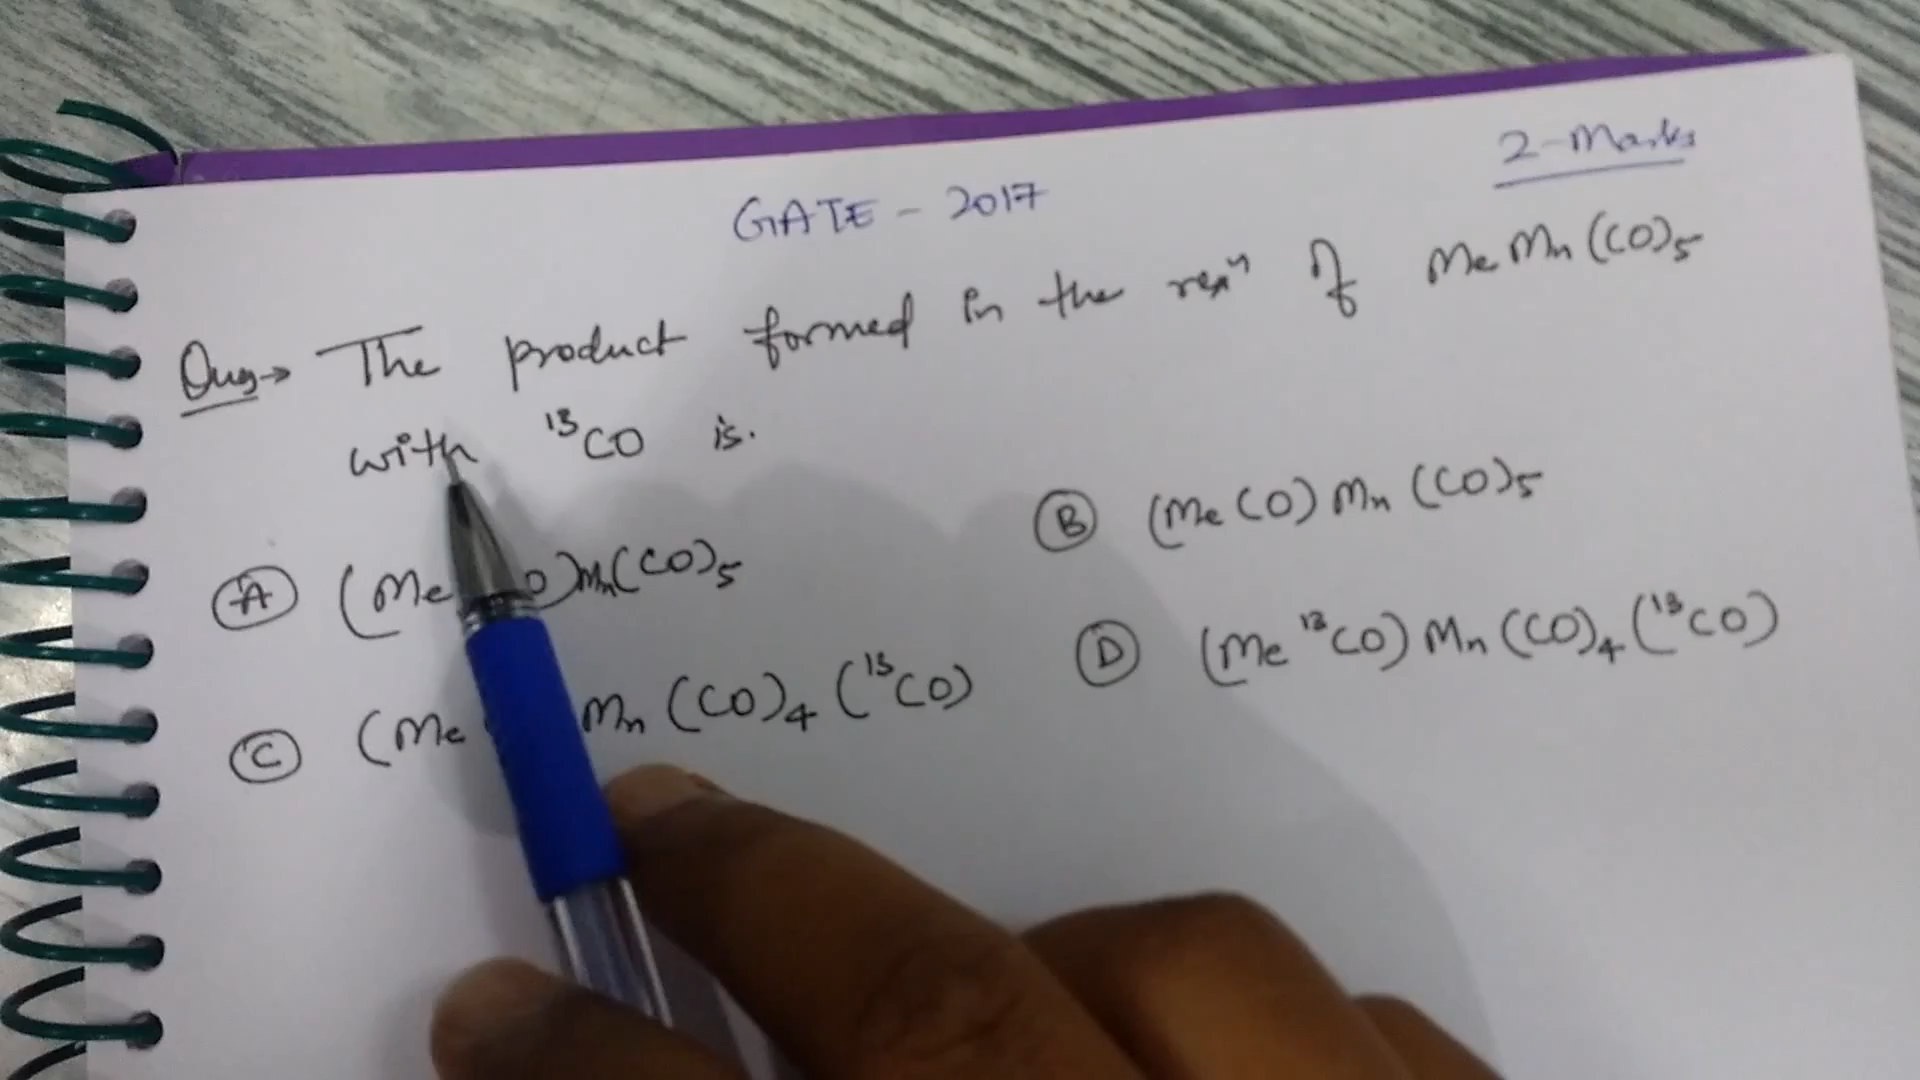 2-Marks
GATE - 2017
Ques→ The product formed in the rexⁿ of MeMn(CO)₅
with ¹³CO is.
(A) (Me O)Mn(CO)₅
(B) (MeCO)Mn(CO)₅
(C) (Me Mn(CO)₄(¹³CO)
(D) (Me¹³CO)Mn(CO)₄(¹³CO)